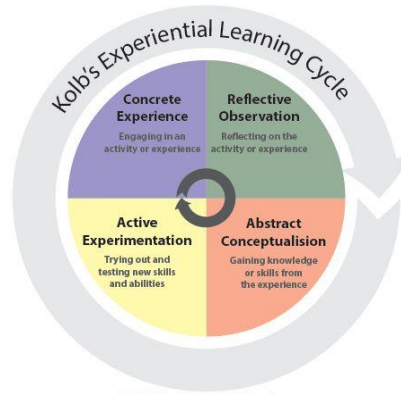 Kolb's Experiential Learning Cycle
Concrete
Experience
Engaging in an
activity or experience
Reflective
Observation
Reflecting on the
activity or experience
Active
Experimentation
Trying out and
testing new skills
and abilities
Abstract
Conceptualision
Gaining knowledge
or skills from
the experience